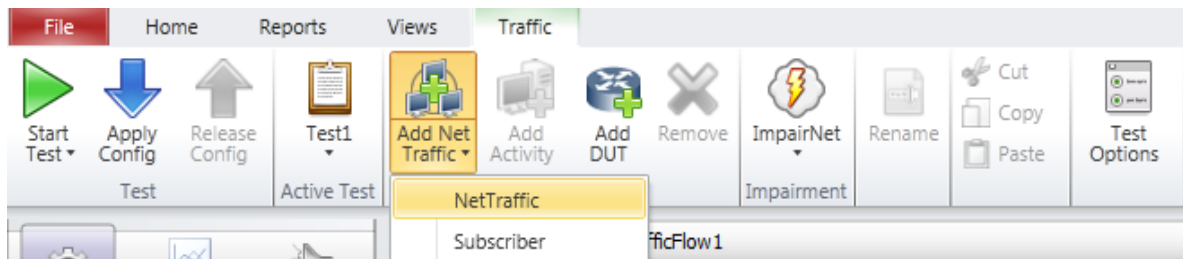 File Home Reports Views Traffic
Start Test Apply Config Release Config Test1 Add Net Traffic Add Activity Add DUT Remove ImpairNet Rename Cut Copy Paste Test Options
Test Active Test Impairment
NetTraffic
Subscriber fficFlow1